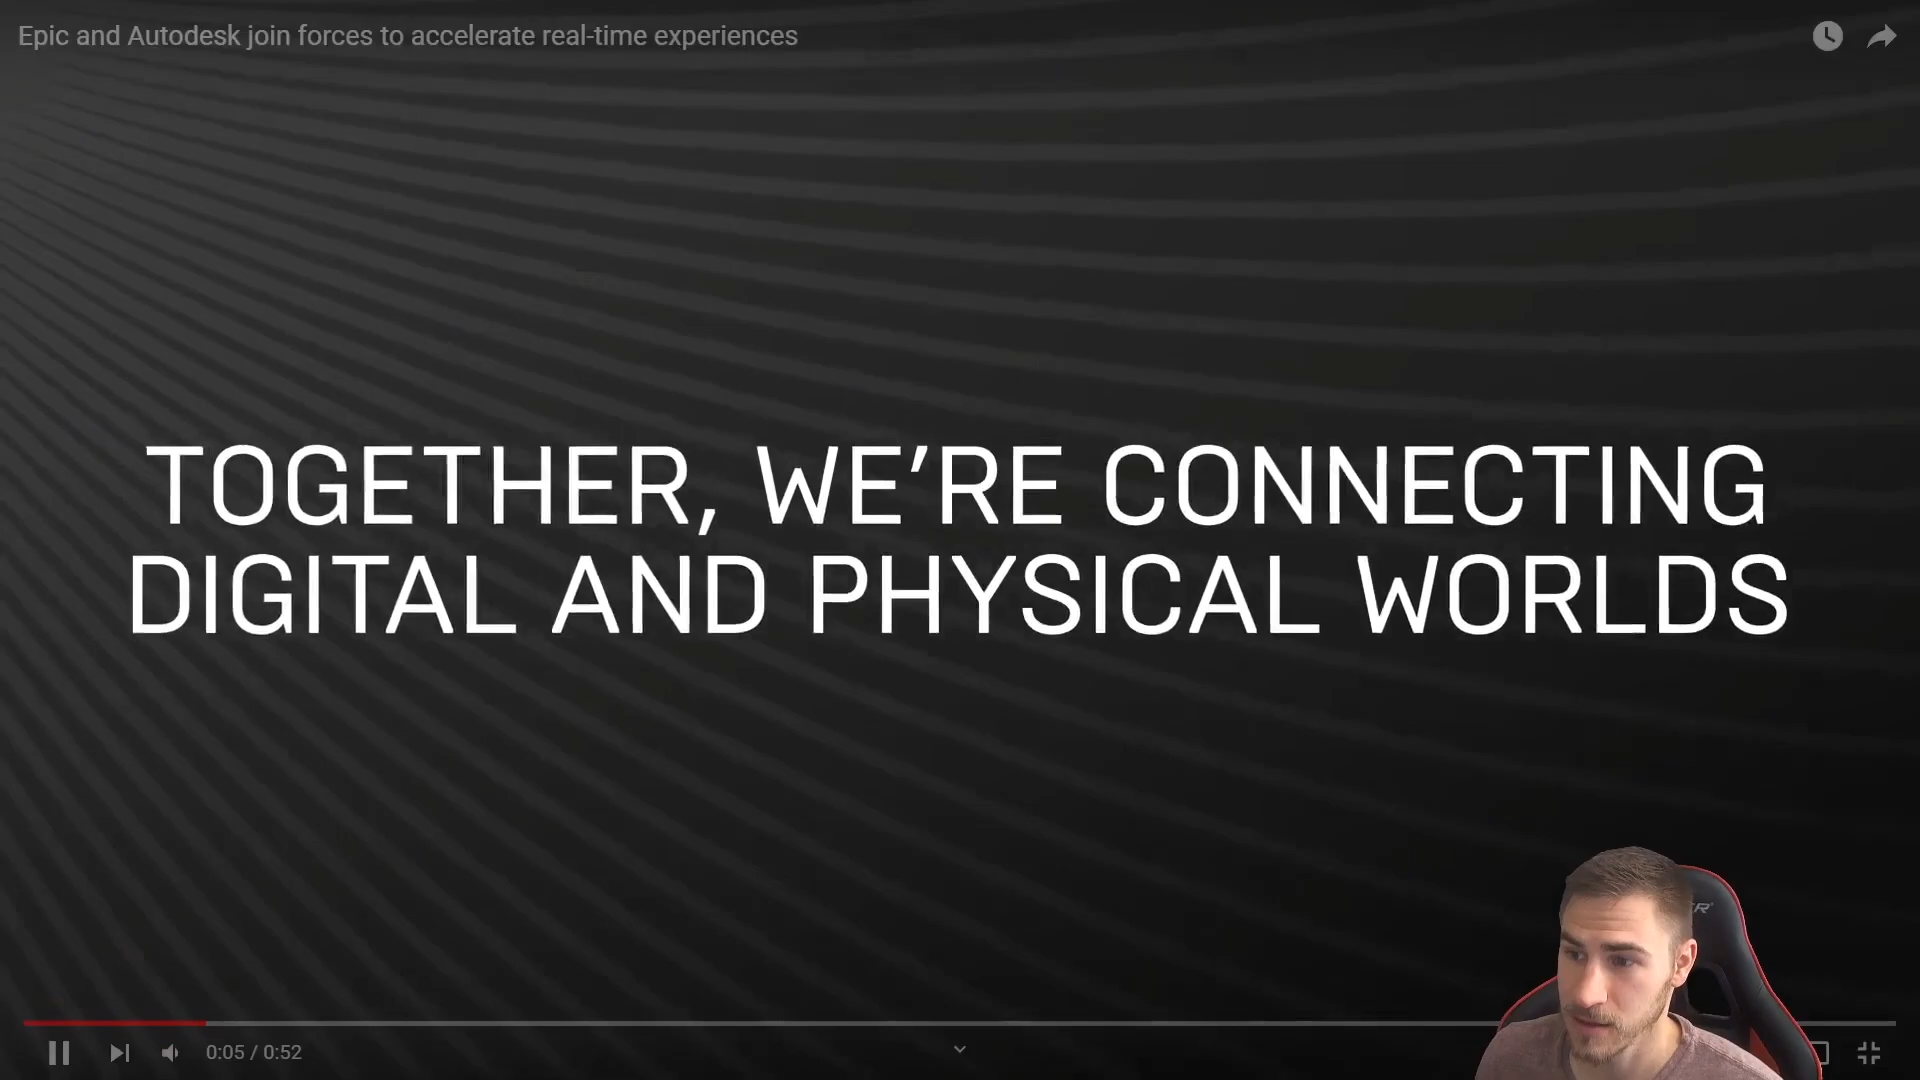 Epic and Autodesk join forces to accelerate real-time experiences
TOGETHER, WE’RE CONNECTING
DIGITAL AND PHYSICAL WORLDS
0:05 / 0:52